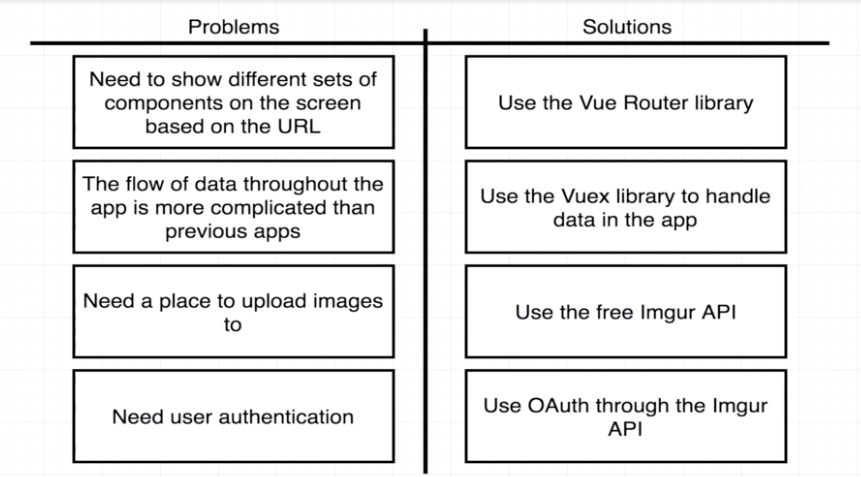 Problems
Solutions
Need to show different sets of
components on the screen
based on the URL
Use the Vue Router library
The flow of data throughout the
app is more complicated than
previous apps
Use the Vuex library to handle
data in the app
Need a place to upload images
to
Use the free Imgur API
Need user authentication
Use OAuth through the Imgur
API